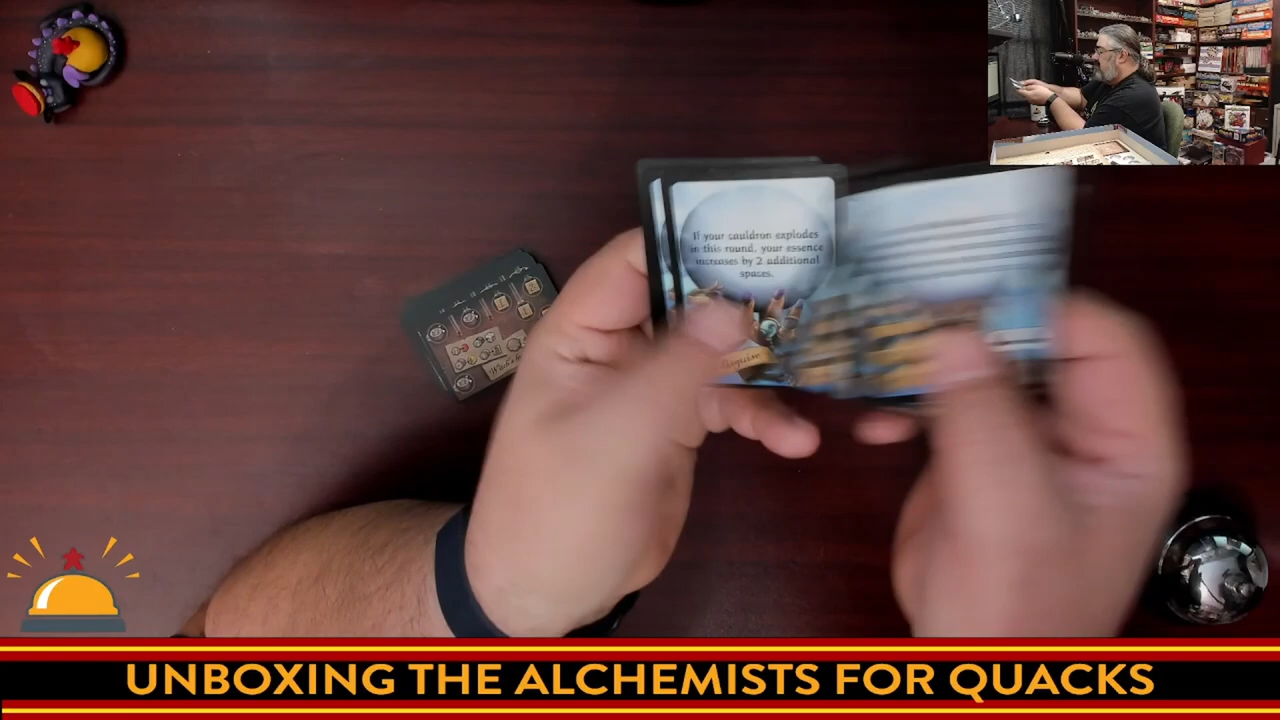 If your cauldron explodes
in this round, your essence
increases by 2 additional
spaces.
UNBOXING THE ALCHEMISTS FOR QUACKS